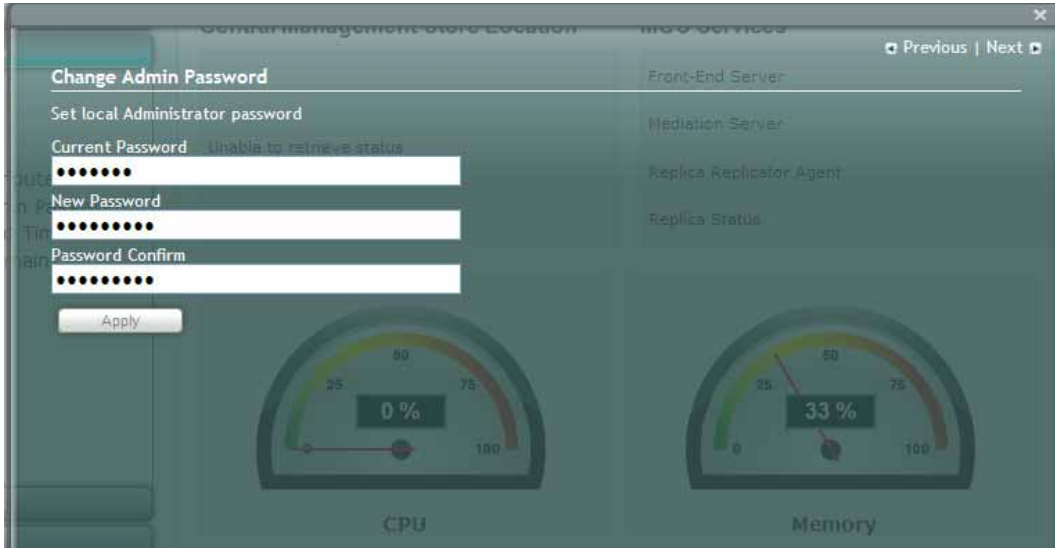 Central Management Store Location
Services
Previous | Next
Change Admin Password
Front-End Server
Set local Administrator password
Mediation Server
Current Password
Unable to retrieve status
•••••••
Replica Replicator Agent
New Password
•••••••••
Replica Status
Password Confirm
•••••••••
Apply
50
25
75
0 %
0
100
CPU
50
25
75
33 %
0
100
Memory